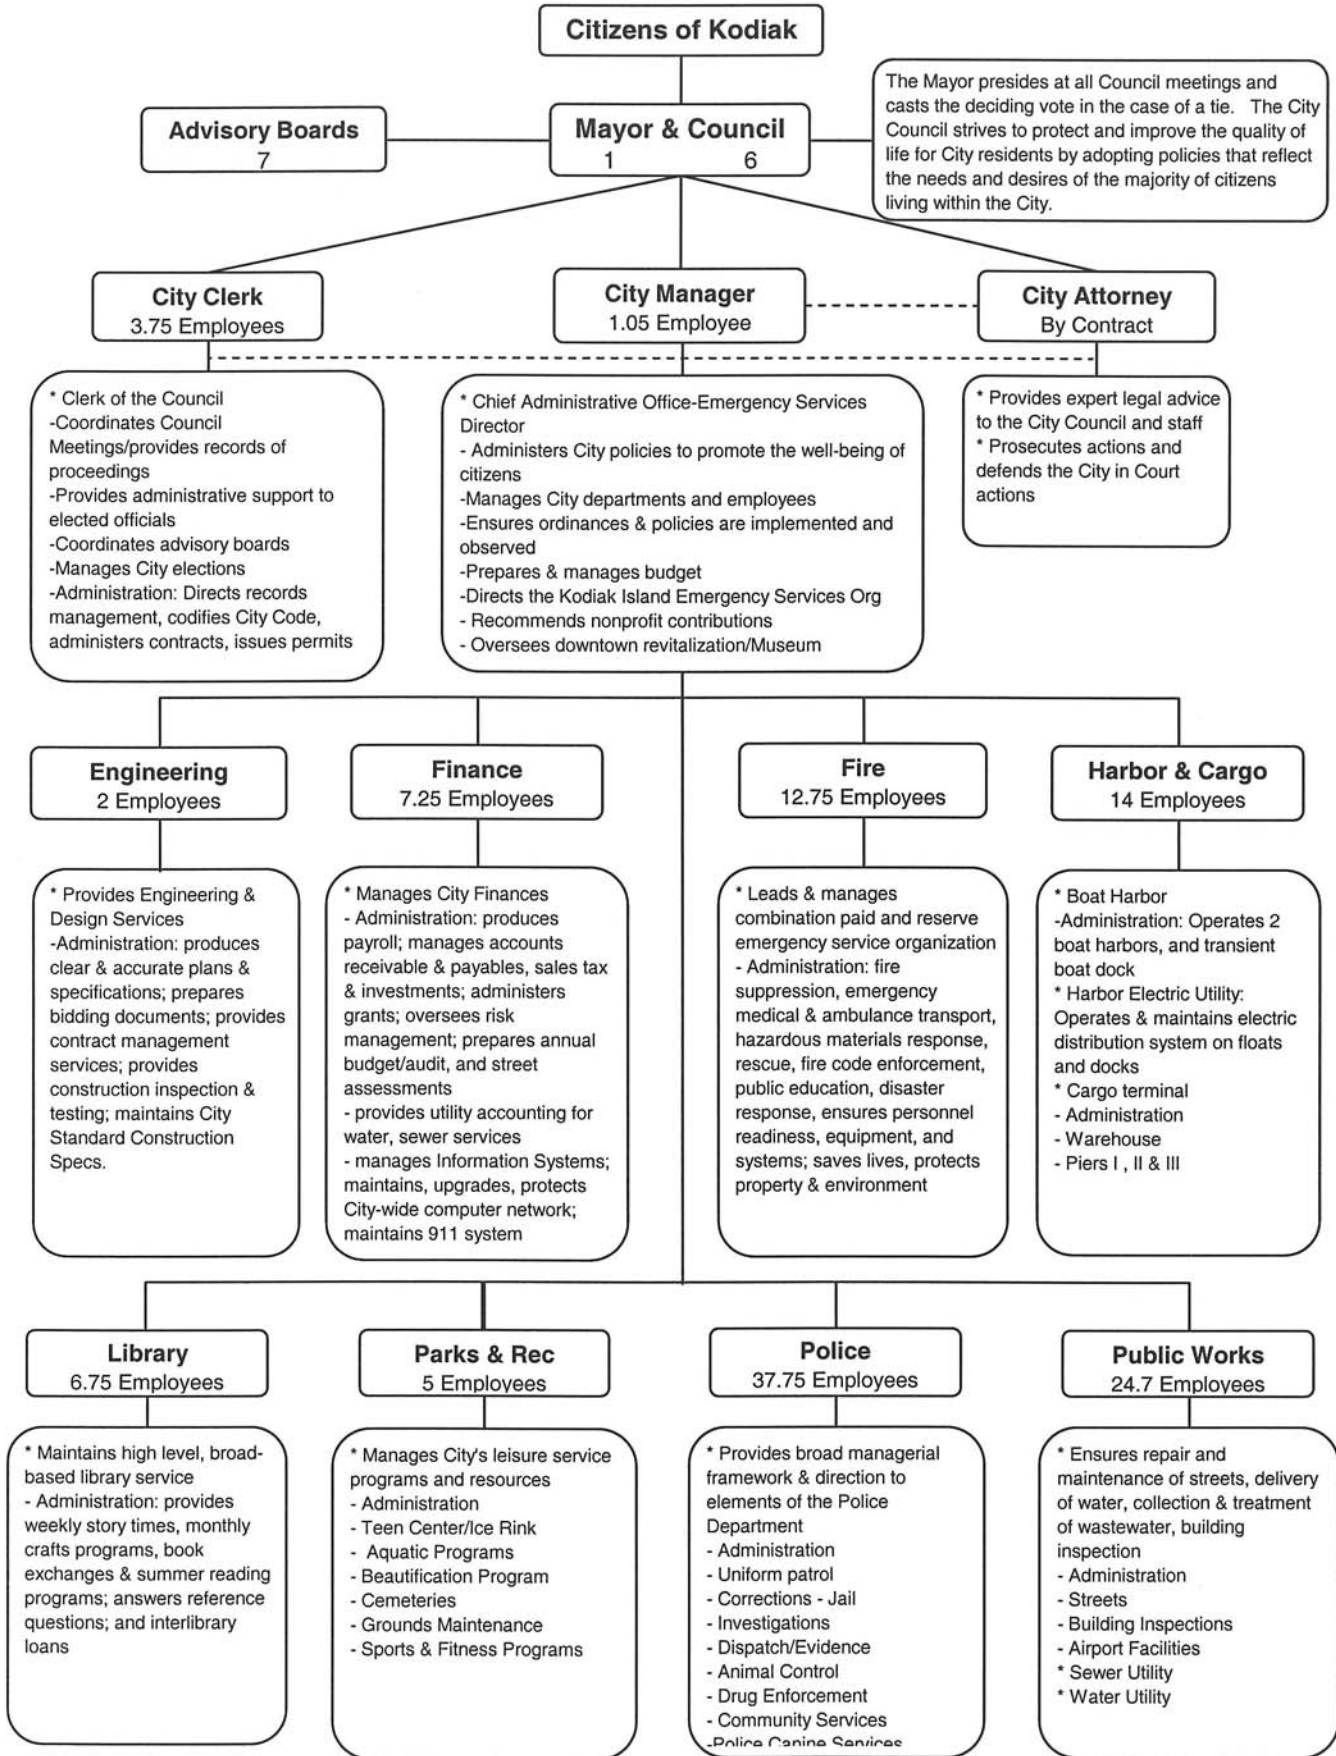 Citizens of Kodiak
Advisory Boards
7
Mayor & Council
1 6
The Mayor presides at all Council meetings and
casts the deciding vote in the case of a tie. The City
Council strives to protect and improve the quality of
life for City residents by adopting policies that reflect
the needs and desires of the majority of citizens
living within the City.
City Clerk
3.75 Employees
City Manager
1.05 Employee
City Attorney
By Contract
* Clerk of the Council
-Coordinates Council
Meetings/provides records of
proceedings
-Provides administrative support to
elected officials
-Coordinates advisory boards
-Manages City elections
-Administration: Directs records
management, codifies City Code,
administers contracts, issues permits
* Chief Administrative Office-Emergency Services
Director
- Administers City policies to promote the well-being of
citizens
-Manages City departments and employees
-Ensures ordinances & policies are implemented and
observed
-Prepares & manages budget
-Directs the Kodiak Island Emergency Services Org
- Recommends nonprofit contributions
- Oversees downtown revitalization/Museum
* Provides expert legal advice
to the City Council and staff
* Prosecutes actions and
defends the City in Court
actions
Engineering
2 Employees
Finance
7.25 Employees
Fire
12.75 Employees
Harbor & Cargo
14 Employees
* Provides Engineering &
Design Services
-Administration: produces
clear & accurate plans &
specifications; prepares
bidding documents; provides
contract management
services; provides
construction inspection &
testing; maintains City
Standard Construction
Specs.
* Manages City Finances
- Administration: produces
payroll; manages accounts
receivable & payables, sales tax
& investments; administers
grants; oversees risk
management; prepares annual
budget/audit, and street
assessments
- provides utility accounting for
water, sewer services
- manages Information Systems;
maintains, upgrades, protects
City-wide computer network;
maintains 911 system
* Leads & manages
combination paid and reserve
emergency service organization
- Administration: fire
suppression, emergency
medical & ambulance transport,
hazardous materials response,
rescue, fire code enforcement,
public education, disaster
response, ensures personnel
readiness, equipment, and
systems; saves lives, protects
property & environment
* Boat Harbor
-Administration: Operates 2
boat harbors, and transient
boat dock
* Harbor Electric Utility:
Operates & maintains electric
distribution system on floats
and docks
* Cargo terminal
- Administration
- Warehouse
- Piers I , II & III
Library
6.75 Employees
Parks & Rec
5 Employees
Police
37.75 Employees
Public Works
24.7 Employees
* Maintains high level, broad-
based library service
- Administration: provides
weekly story times, monthly
crafts programs, book
exchanges & summer reading
programs; answers reference
questions; and interlibrary
loans
* Manages City's leisure service
programs and resources
- Administration
- Teen Center/Ice Rink
- Aquatic Programs
- Beautification Program
- Cemeteries
- Grounds Maintenance
- Sports & Fitness Programs
* Provides broad managerial
framework & direction to
elements of the Police
Department
- Administration
- Uniform patrol
- Corrections - Jail
- Investigations
- Dispatch/Evidence
- Animal Control
- Drug Enforcement
- Community Services
-Police Canine Services
* Ensures repair and
maintenance of streets, delivery
of water, collection & treatment
of wastewater, building
inspection
- Administration
- Streets
- Building Inspections
- Airport Facilities
* Sewer Utility
* Water Utility